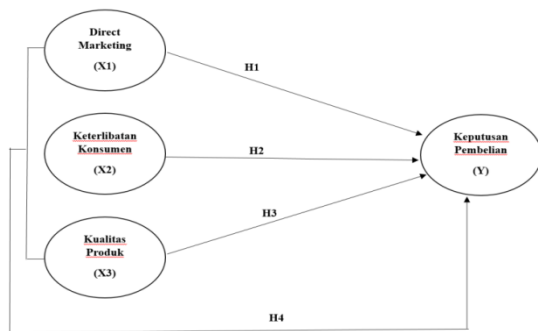 Direct
Marketing
(X1)
H1
Keterlibatan
Konsumen
(X2)
H2
Keputusan
Pembelian
(Y)
H3
Kualitas
Produk
(X3)
H4